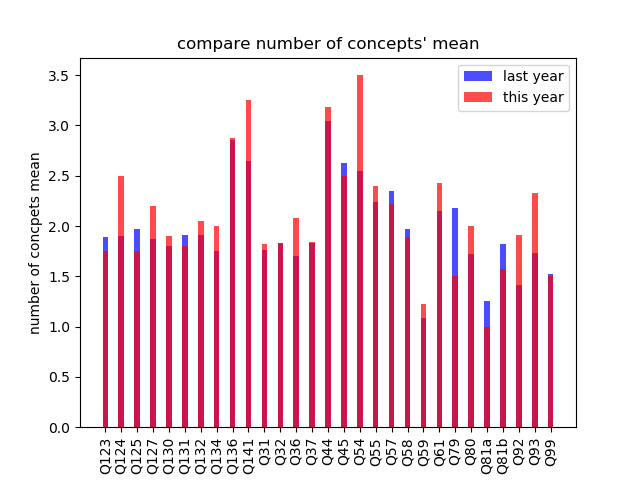 compare number of concepts' mean
last year
this year
number of concpets mean
3.5
3.0
2.5
2.0
1.5
1.0
0.5
0.0
Q123
Q124
Q125
Q127
Q130
Q131
Q132
Q134
Q136
Q141
Q31
Q32
Q36
Q37
Q44
Q45
Q54
Q55
Q57
Q58
Q59
Q61
Q79
Q80
Q81a
Q81b
Q92
Q93
Q99